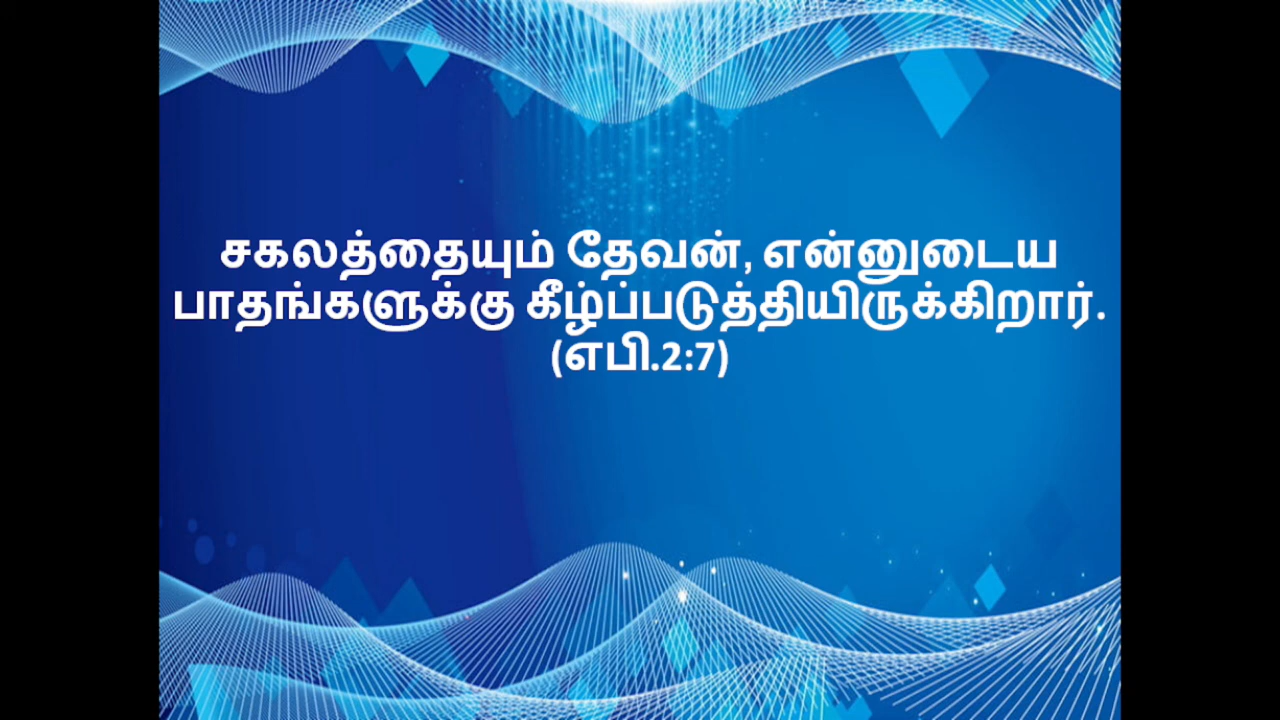 சகலத்தையும் தேவன், என்னுடைய
பாதங்களுக்கு கீழ்ப்படுத்தியிருக்கிறார்.
(எபி.2:7)